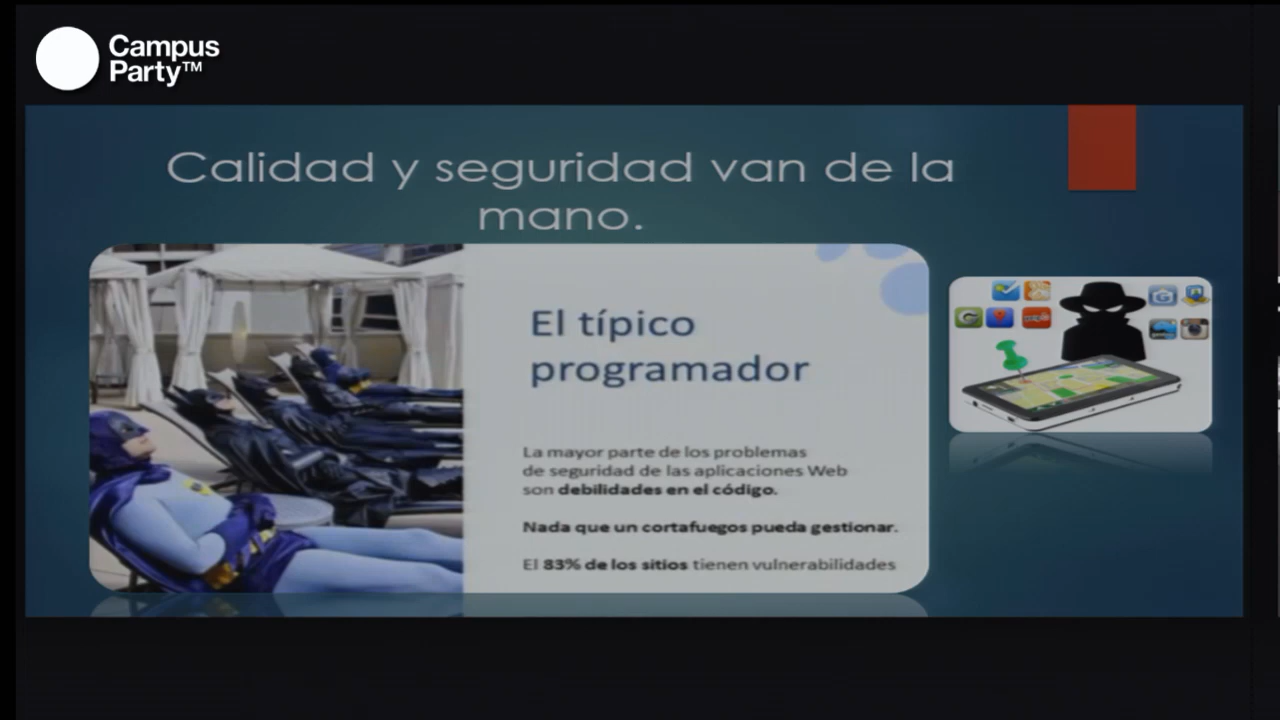 Campus
Party™
Calidad y seguridad van de la
mano.
El típico
programador
La mayor parte de los problemas
de seguridad de las aplicaciones Web
son debilidades en el código.
Nada que un cortafuegos pueda gestionar.
El 83% de los sitios tienen vulnerabilidades